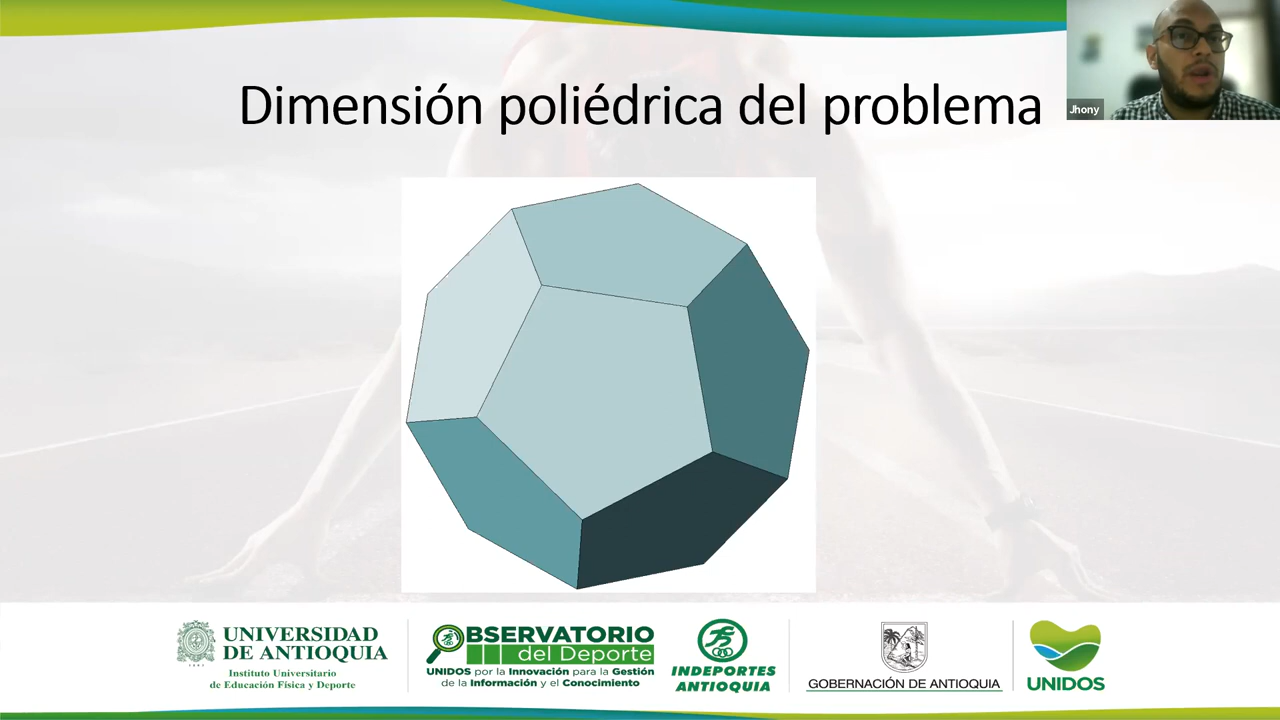 Dimensión poliédrica del problema
Jhony
UNIVERSIDAD
DE ANTIOQUIA
Instituto Universitario
de Educación Física y Deporte
OBSERVATORIO
del Deporte
UNIDOS por la Innovación para la Gestión
de la Información y el Conocimiento
INDEPORTES
ANTIOQUIA
GOBERNACIÓN DE ANTIOQUIA
UNIDOS